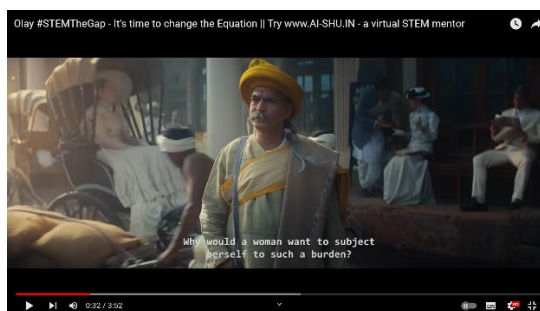 Olay #STEMTheGap - It's time to change the Equation || Try www.AI-SHU.IN - a virtual STEM mentor
Why would a woman want to subject
herself to such a burden?
0:32 / 3:52